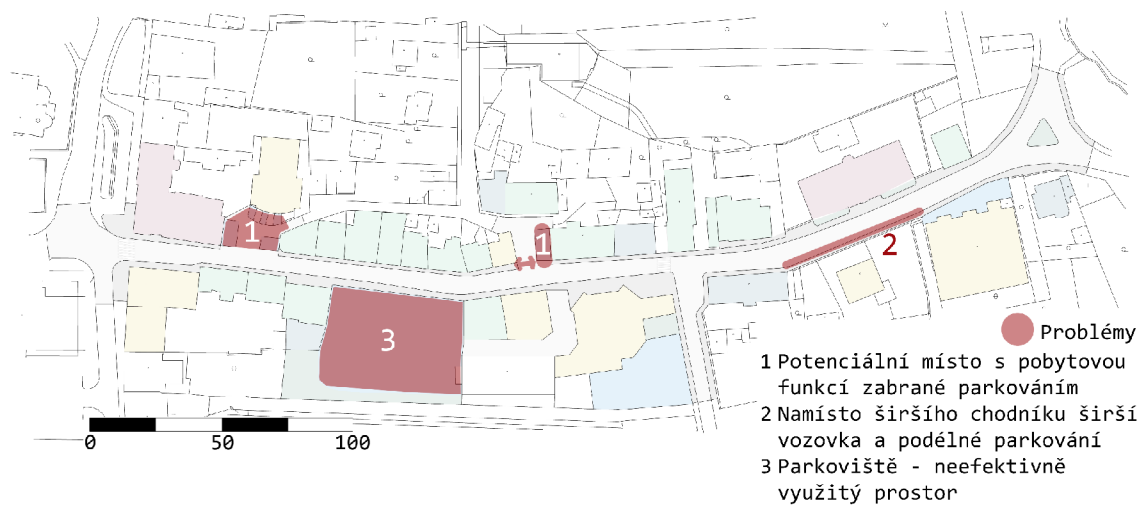 1
1
2
3
Problémy
1 Potenciální místo s pobytovou
funkcí zabrané parkováním
2 Namísto širšího chodníku širší
vozovka a podélné parkování
3 Parkoviště - neefektivně
využitý prostor
0 50 100